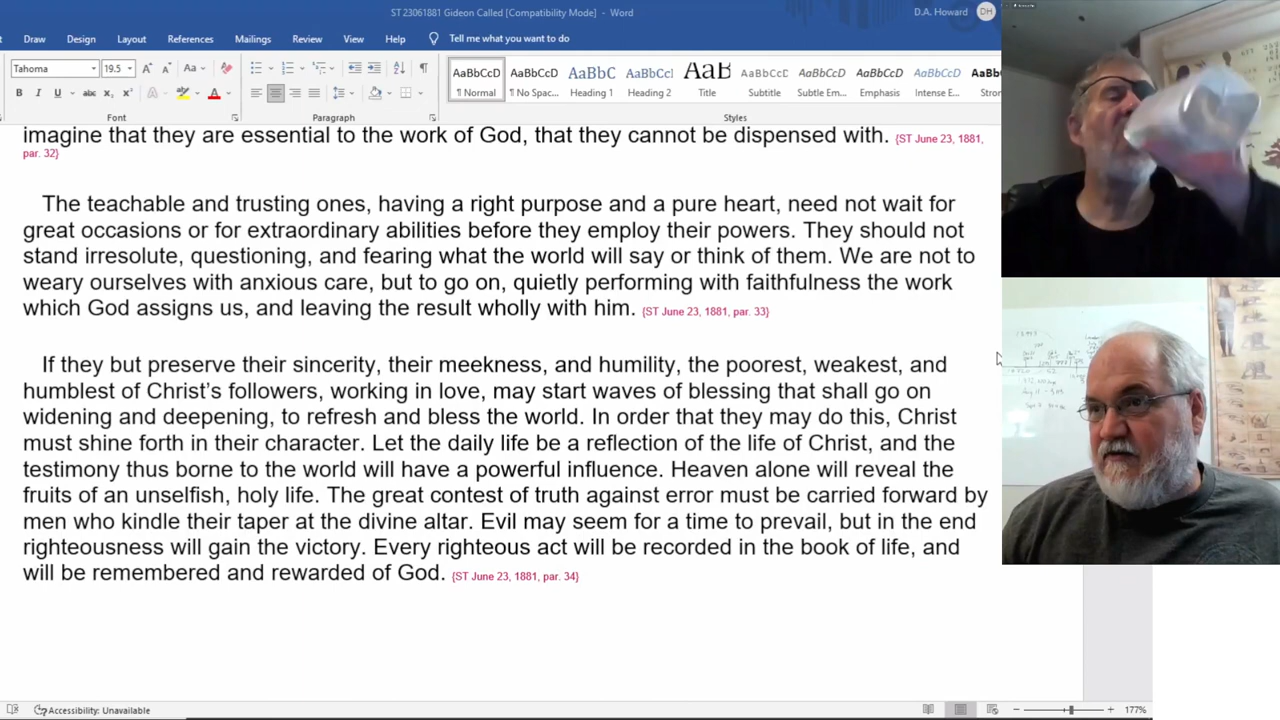 ST 23061881 Gideon Called [Compatibility Mode] - Word
D.A. Howard DH
Draw Design Layout References Mailings Review View Help Tell me what you want to do
Tahoma 19.5
Font Paragraph Styles
AaBbCcD AaBbCcD AaBbC AaBbCcI AaB AaBbCcD AaBbCcD AaBbCcD AaBbCcD AaBb
¶ Normal ¶ No Spac... Heading 1 Heading 2 Title Subtitle Subtle Em... Emphasis Intense E... Stron
imagine that they are essential to the work of God, that they cannot be dispensed with. {ST June 23, 1881,
par. 32}
The teachable and trusting ones, having a right purpose and a pure heart, need not wait for
great occasions or for extraordinary abilities before they employ their powers. They should not
stand irresolute, questioning, and fearing what the world will say or think of them. We are not to
weary ourselves with anxious care, but to go on, quietly performing with faithfulness the work
which God assigns us, and leaving the result wholly with him. {ST June 23, 1881, par. 33}
If they but preserve their sincerity, their meekness, and humility, the poorest, weakest, and
humblest of Christ's followers, working in love, may start waves of blessing that shall go on
widening and deepening, to refresh and bless the world. In order that they may do this, Christ
must shine forth in their character. Let the daily life be a reflection of the life of Christ, and the
testimony thus borne to the world will have a powerful influence. Heaven alone will reveal the
fruits of an unselfish, holy life. The great contest of truth against error must be carried forward by
men who kindle their taper at the divine altar. Evil may seem for a time to prevail, but in the end
righteousness will gain the victory. Every righteous act will be recorded in the book of life, and
will be remembered and rewarded of God. {ST June 23, 1881, par. 34}
Accessibility: Unavailable
177%